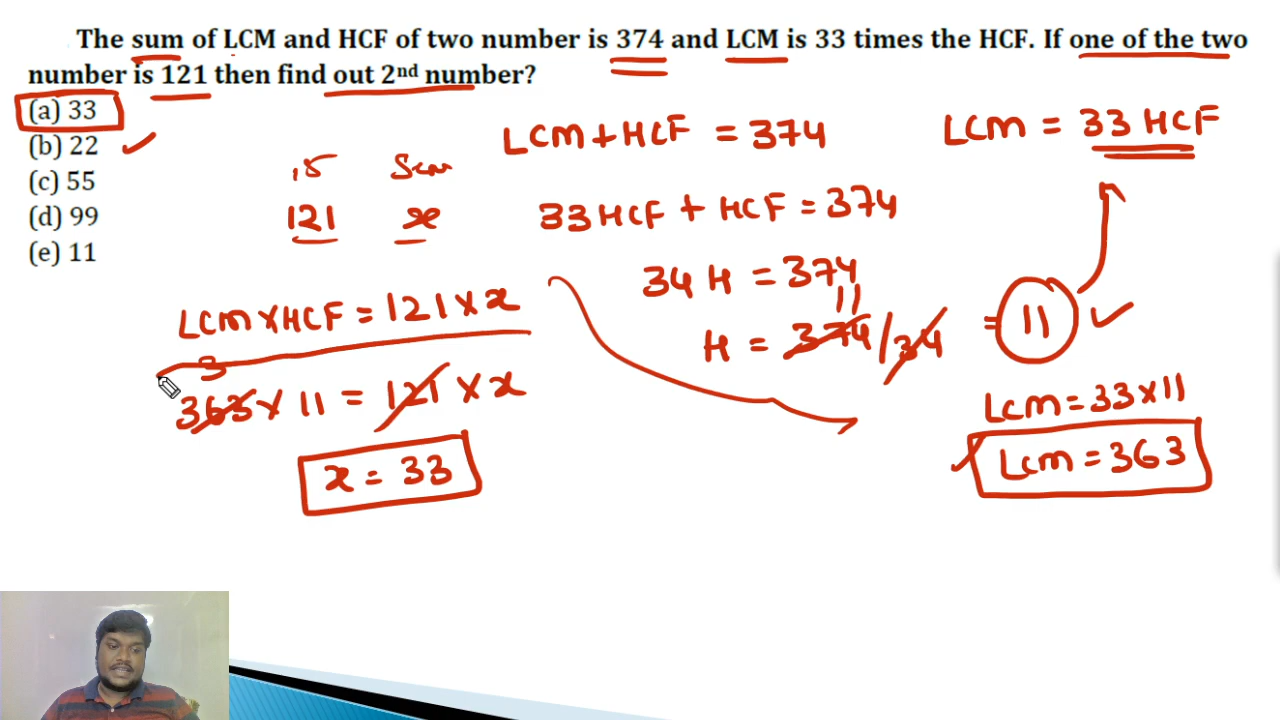 The sum of LCM and HCF of two number is 374 and LCM is 33 times the HCF. If one of the two
number is 121 then find out 2nd number?
(a) 33
(b) 22
(c) 55
(d) 99
(e) 11
LCM + HCF = 374
LCM = 33 HCF
121 x
33 HCF + HCF = 374
34 H = 374
11
H = 374/34 = 11
LCM X HCF = 121 X x
3
363 X 11 = 121 X x
x = 33
LCM = 33 X 11
LCM = 363